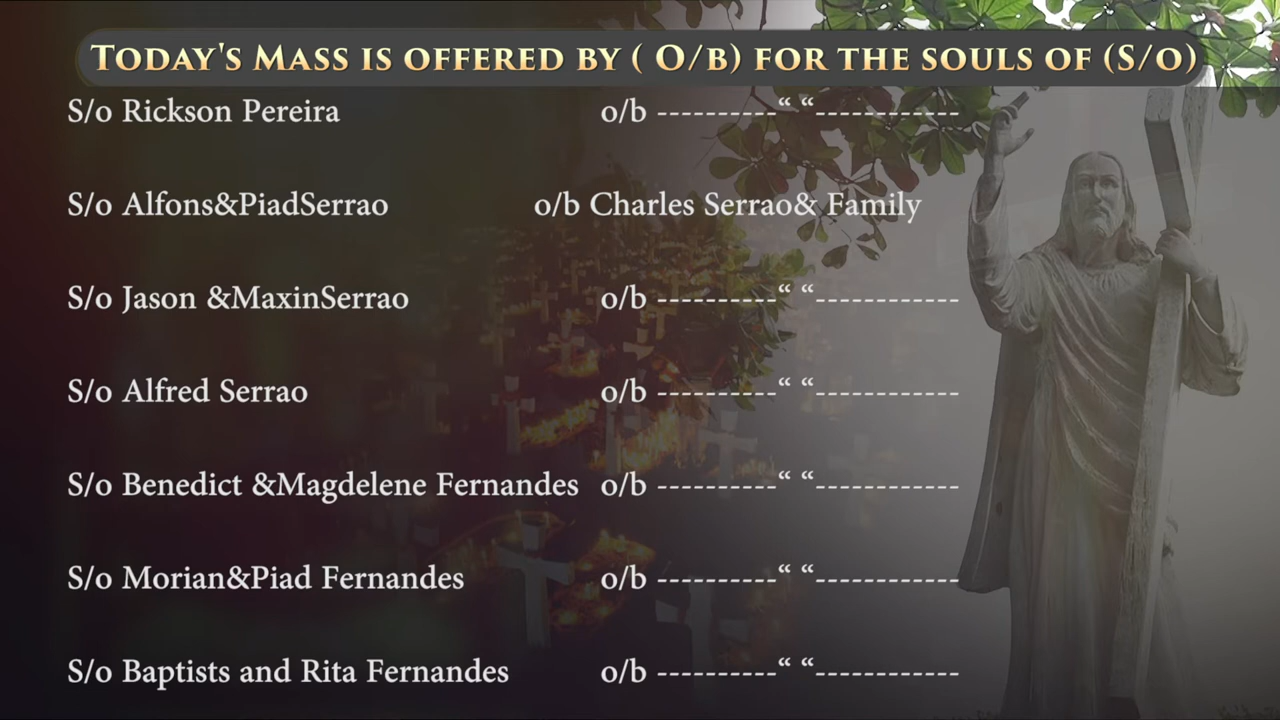 TODAY'S MASS IS OFFERED BY ( O/B) FOR THE SOULS OF (S/O)
S/o Rickson Pereira o/b ----------“ “------------
S/o Alfons&PiadSerrao o/b Charles Serrao& Family
S/o Jason &MaxinSerrao o/b ----------“ “------------
S/o Alfred Serrao o/b ----------“ “------------
S/o Benedict &Magdelene Fernandes o/b ----------“ “------------
S/o Morian&Piad Fernandes o/b ----------“ “------------
S/o Baptists and Rita Fernandes o/b ----------“ “------------